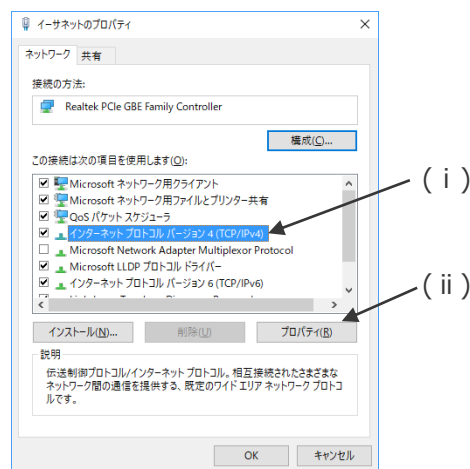 イーサネットのプロパティ
ネットワーク 共有
接続の方法:
Realtek PCIe GBE Family Controller
構成(C)...
この接続は次の項目を使用します(O):
Microsoft ネットワーク用クライアント
Microsoft ネットワーク用ファイルとプリンター共有
QoS パケット スケジューラ
インターネット プロトコル バージョン 4 (TCP/IPv4)
Microsoft Network Adapter Multiplexor Protocol
Microsoft LLDP プロトコル ドライバー
インターネット プロトコル バージョン 6 (TCP/IPv6)
インストール(N)... 削除(U) プロパティ(R)
説明
伝送制御プロトコル/インターネット プロトコル。相互接続されたさまざまな
ネットワーク間の通信を提供する、既定のワイド エリア ネットワーク プロトコ
ルです。
OK キャンセル
(ⅰ)
(ⅱ)